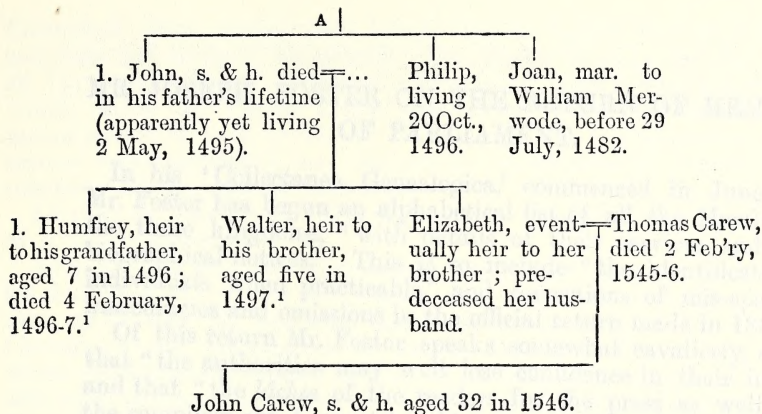 A
1. John, s. & h. died=...
in his father's lifetime
(apparently yet living
2 May, 1495).
Philip,
living
20 Oct.,
1496.
Joan, mar. to
William Mer-
wode, before 29
July, 1482.
1. Humfrey, heir
to his grandfather,
aged 7 in 1496;
died 4 February,
1496-7.¹
Walter, heir to
his brother,
aged five in
1497.¹
Elizabeth, event-
ually heir to her
brother; pre-
deceased her hus-
band.
=Thomas Carew,
died 2 Feb'ry,
1545-6.
John Carew, s. & h. aged 32 in 1546.